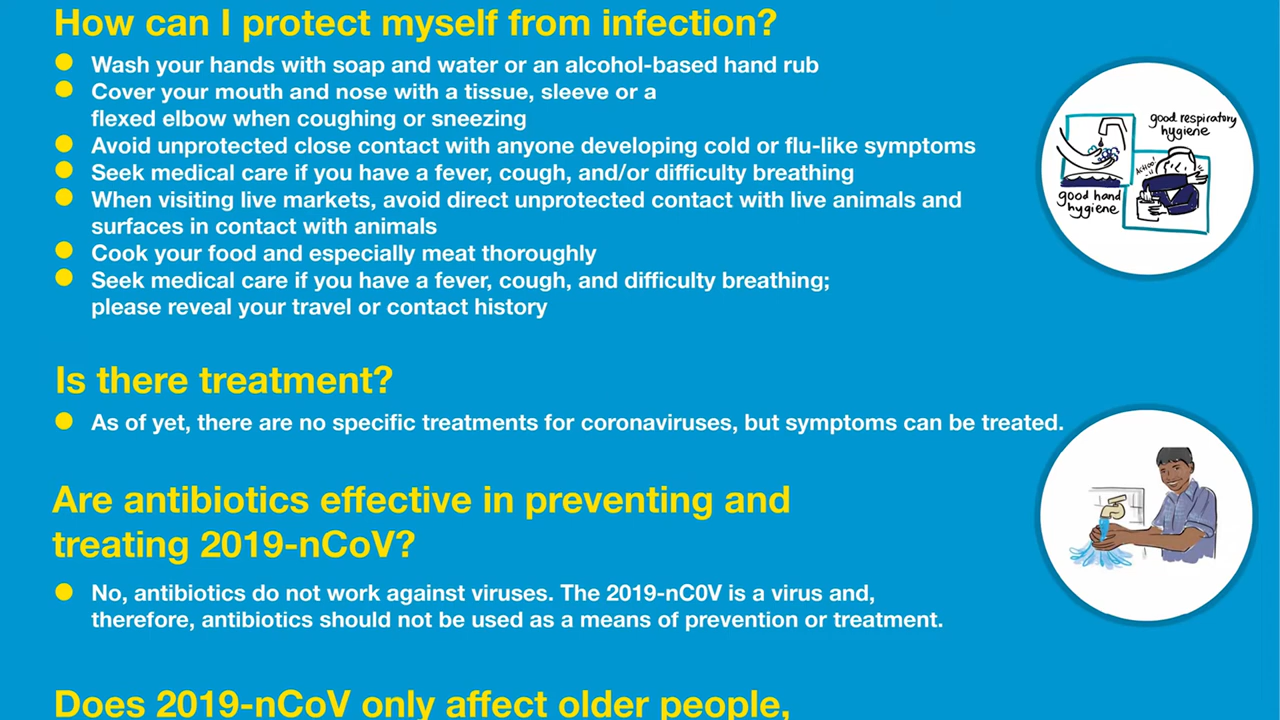 How can I protect myself from infection?
Wash your hands with soap and water or an alcohol-based hand rub
Cover your mouth and nose with a tissue, sleeve or a
flexed elbow when coughing or sneezing
Avoid unprotected close contact with anyone developing cold or flu-like symptoms
Seek medical care if you have a fever, cough, and/or difficulty breathing
When visiting live markets, avoid direct unprotected contact with live animals and
surfaces in contact with animals
Cook your food and especially meat thoroughly
Seek medical care if you have a fever, cough, and difficulty breathing;
please reveal your travel or contact history
good respiratory
hygiene
ACHOO!
good hand
hygiene
Is there treatment?
As of yet, there are no specific treatments for coronaviruses, but symptoms can be treated.
Are antibiotics effective in preventing and
treating 2019-nCoV?
No, antibiotics do not work against viruses. The 2019-nC0V is a virus and,
therefore, antibiotics should not be used as a means of prevention or treatment.
Does 2019-nCoV only affect older people,